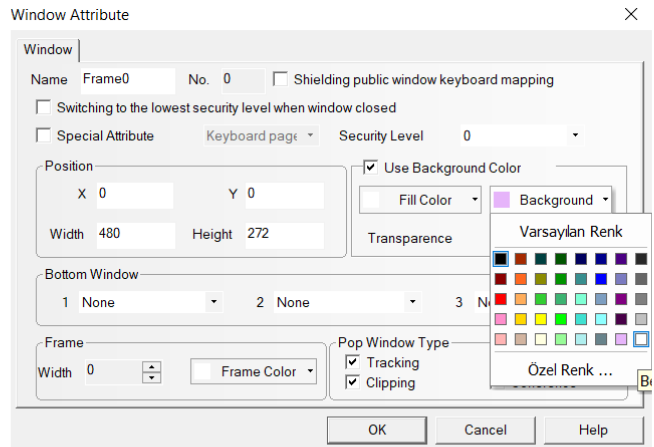 Window Attribute
Window
Name Frame0 No. 0 Shielding public window keyboard mapping
Switching to the lowest security level when window closed
Special Attribute Keyboard page Security Level 0
Position
X 0 Y 0
Width 480 Height 272
Use Background Color
Fill Color Background
Transparence
Varsayılan Renk
Özel Renk ...
Bottom Window
1 None 2 None 3
Frame
Width 0 Frame Color
Pop Window Type
Tracking
Clipping
OK Cancel Help